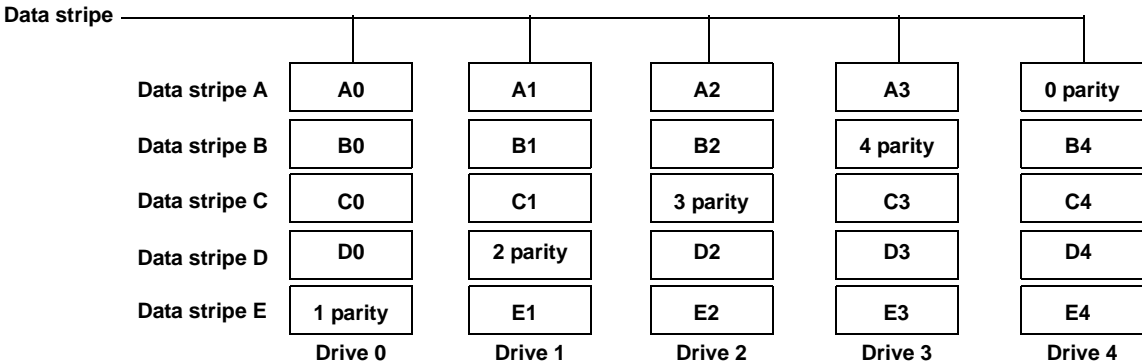 Data stripe
Data stripe A A0 A1 A2 A3 0 parity
Data stripe B B0 B1 B2 4 parity B4
Data stripe C C0 C1 3 parity C3 C4
Data stripe D D0 2 parity D2 D3 D4
Data stripe E 1 parity E1 E2 E3 E4
Drive 0 Drive 1 Drive 2 Drive 3 Drive 4